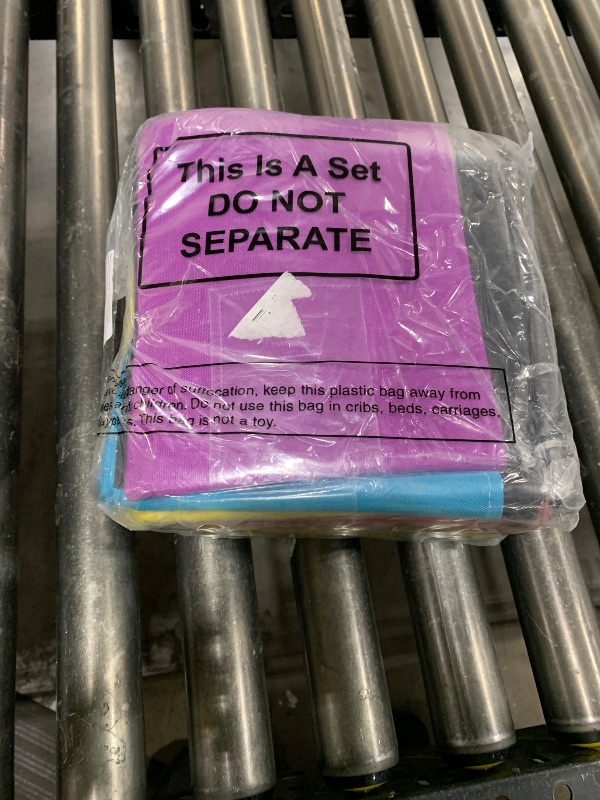 This Is A Set
DO NOT
SEPARATE
danger of suffocation, keep this plastic bag away from
and children. Do not use this bag in cribs, beds, carriages,
This bag is not a toy.